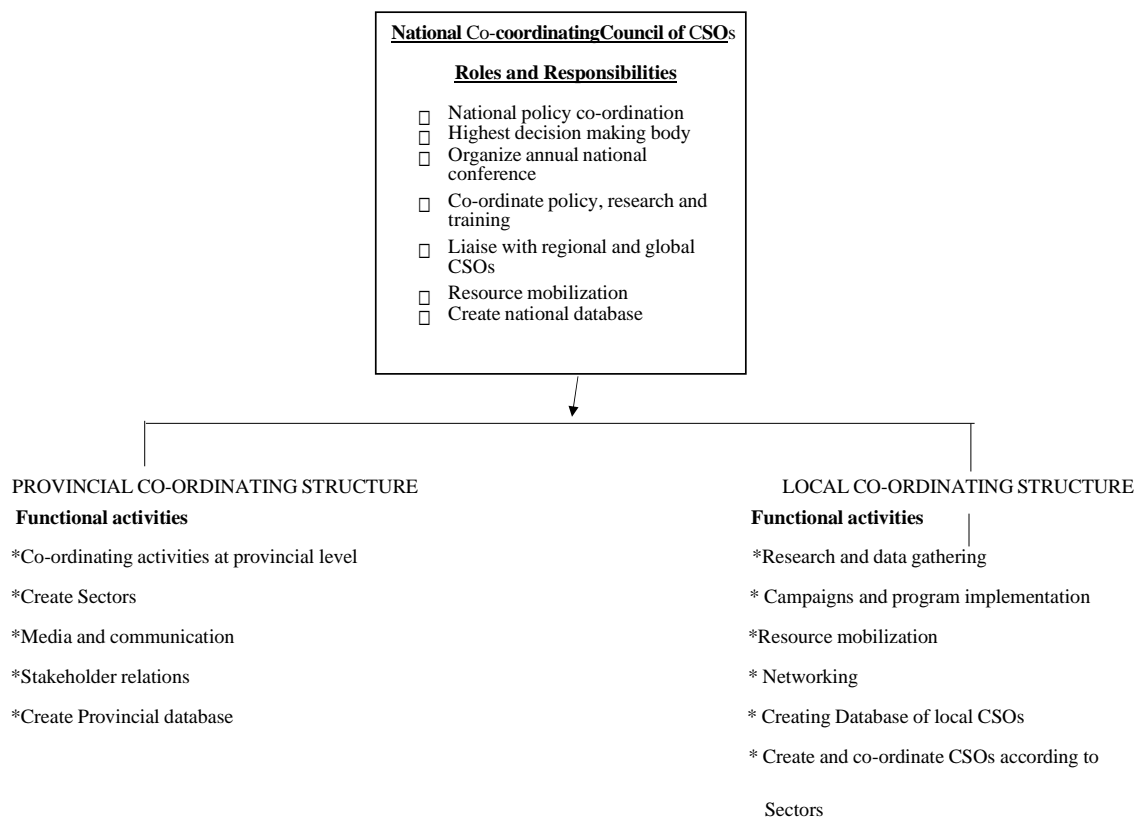 National Co-coordinatingCouncil of CSOs
Roles and Responsibilities
National policy co-ordination
Highest decision making body
Organize annual national
conference
Co-ordinate policy, research and
training
Liaise with regional and global
CSOs
Resource mobilization
Create national database
PROVINCIAL CO-ORDINATING STRUCTURE
Functional activities
*Co-ordinating activities at provincial level
*Create Sectors
*Media and communication
*Stakeholder relations
*Create Provincial database
LOCAL CO-ORDINATING STRUCTURE
Functional activities
*Research and data gathering
* Campaigns and program implementation
*Resource mobilization
* Networking
* Creating Database of local CSOs
* Create and co-ordinate CSOs according to
Sectors